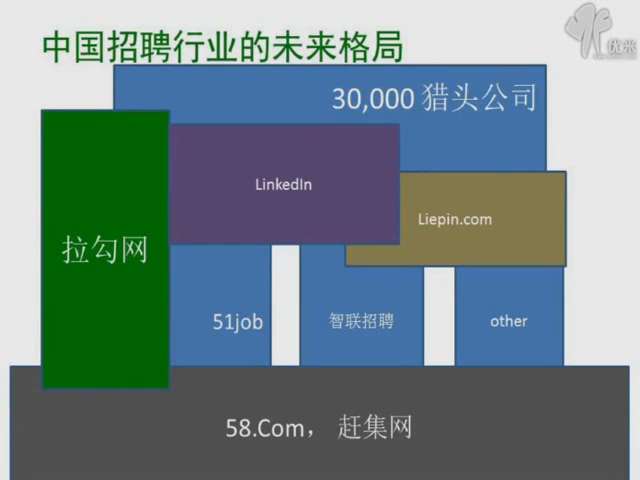 中国招聘行业的未来格局
优米
30,000 猎头公司
LinkedIn
Liepin.com
拉勾网
51job
智联招聘
other
58.Com， 赶集网